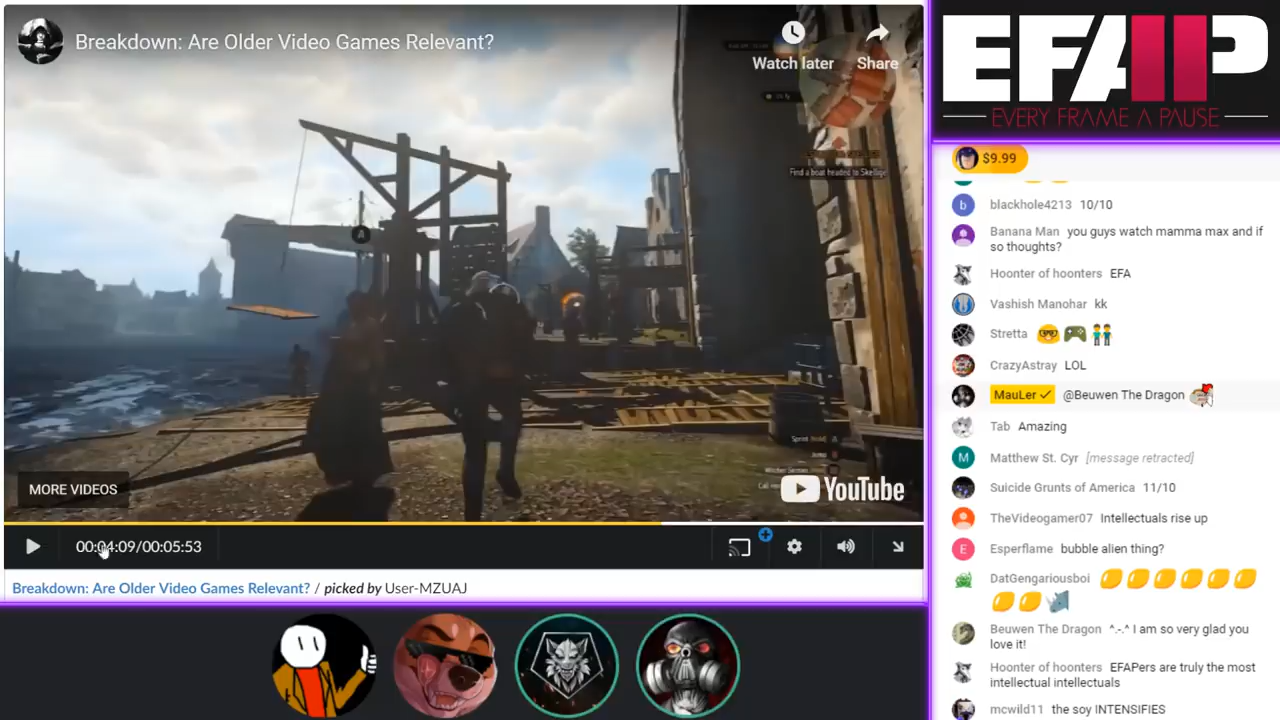 Breakdown: Are Older Video Games Relevant?
Watch later
Share
Find a boat headed to Skellige
A
Sprint [hold]
Jump
Witcher Senses
MORE VIDEOS
YouTube
00:04:09/00:05:53
Breakdown: Are Older Video Games Relevant? / picked by User-MZUAJ
EFAP
EVERY FRAME A PAUSE
$9.99
b blackhole4213 10/10
Banana Man you guys watch mamma max and if
so thoughts?
Hoonter of hoonters EFA
Vashish Manohar kk
Stretta 🤓🎮👬
CrazyAstray LOL
MauLer ✓ @Beuwen The Dragon
Tab Amazing
M Matthew St. Cyr [message retracted]
Suicide Grunts of America 11/10
TheVideogamer07 Intellectuals rise up
E Esperflame bubble alien thing?
DatGengariousboi 🍋🍋🍋🍋🍋🍋
🍋🍋🦏
Beuwen The Dragon ^.-.^ I am so very glad you
love it!
Hoonter of hoonters EFAPers are truly the most
intellectual intellectuals
mcwild11 the soy INTENSIFIES